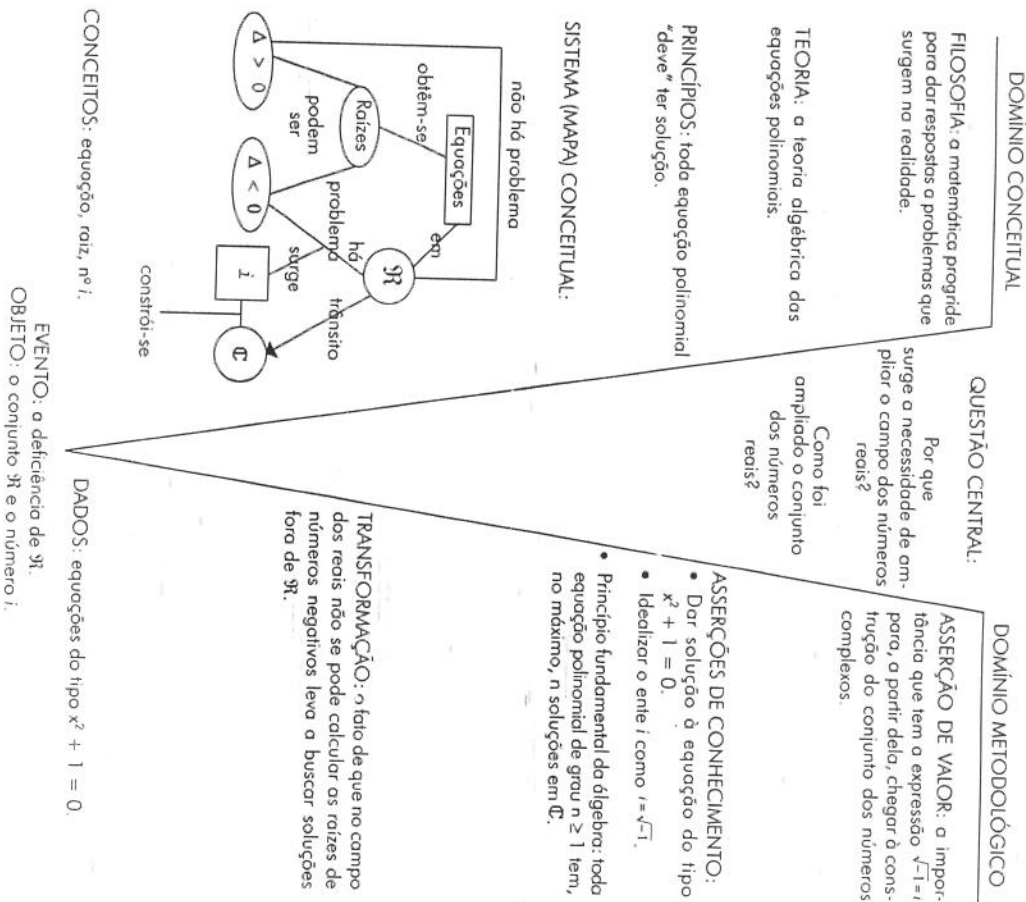 DOMÍNIO CONCEITUAL
FILOSOFIA: a matemática progride
para dar respostas a problemas que
surgem na realidade.
TEORIA: a teoria algébrica das
equações polinomiais.
PRINCÍPIOS: toda equação polinomial
"deve" ter solução.
SISTEMA (MAPA) CONCEITUAL:
não há problema
Equações
obtêm-se
em
Raízes
ℜ
podem
ser
há
problema
trânsito
Δ > 0
Δ < 0
surge
i
ℂ
constrói-se
CONCEITOS: equação, raiz, nº i.
QUESTÃO CENTRAL:
Por que
surge a necessidade de am-
pliar o campo dos números
reais?
Como foi
ampliado o conjunto
dos números
reais?
DOMÍNIO METODOLÓGICO
ASSERÇÃO DE VALOR: a impor-
tância que tem a expressão √-1 = i
para, a partir dela, chegar à cons-
trução do conjunto dos números
complexos.
ASSERÇÕES DE CONHECIMENTO:
• Dar solução à equação do tipo
x² + 1 = 0.
• Idealizar o ente i como i = √-1.
• Princípio fundamental da álgebra: toda
equação polinomial de grau n ≥ 1 tem,
no máximo, n soluções em ℂ.
TRANSFORMAÇÃO: o fato de que no campo
dos reais não se pode calcular as raízes de
números negativos leva a buscar soluções
fora de ℜ.
DADOS: equações do tipo x² + 1 = 0.
EVENTO: a deficiência de ℜ.
OBJETO: o conjunto ℜ e o número i.